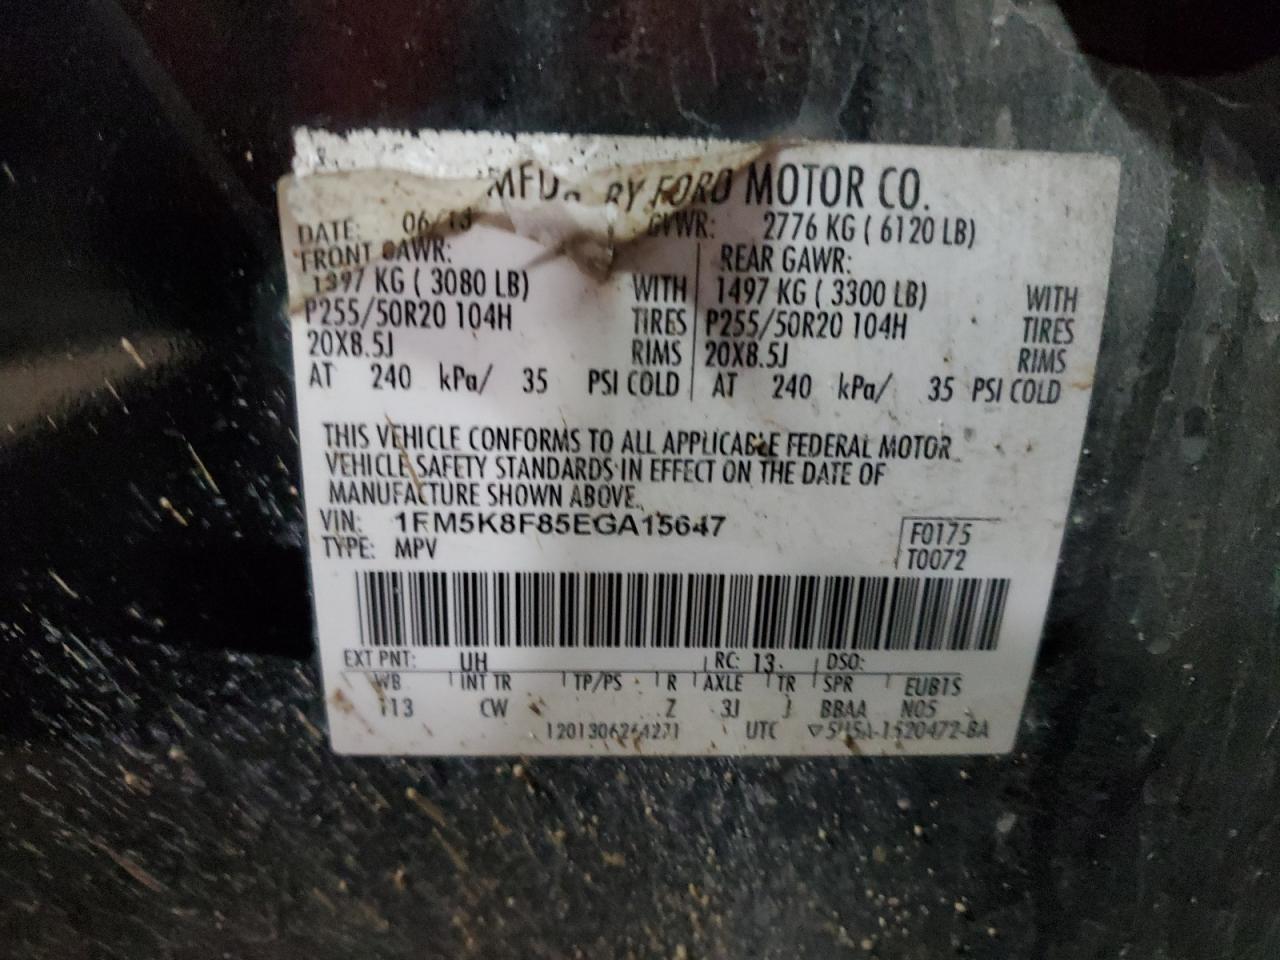 MFD. BY FORD MOTOR CO.
DATE: 06/13 GVWR: 2776 KG ( 6120 LB)
FRONT GAWR: REAR GAWR:
1397 KG ( 3080 LB) WITH 1497 KG ( 3300 LB) WITH
P255/50R20 104H TIRES P255/50R20 104H TIRES
20X8.5J RIMS 20X8.5J RIMS
AT 240 kPa/ 35 PSI COLD AT 240 kPa/ 35 PSI COLD
THIS VEHICLE CONFORMS TO ALL APPLICABLE FEDERAL MOTOR
VEHICLE SAFETY STANDARDS IN EFFECT ON THE DATE OF
MANUFACTURE SHOWN ABOVE.
VIN: 1FM5K8F85EGA15647 F0175
TYPE: MPV T0072
EXT PNT: UH RC: 13 DSO:
WB INT TR TP/PS R AXLE TR SPR EUB1S
113 CW Z 3J J BBAA N05
UTC